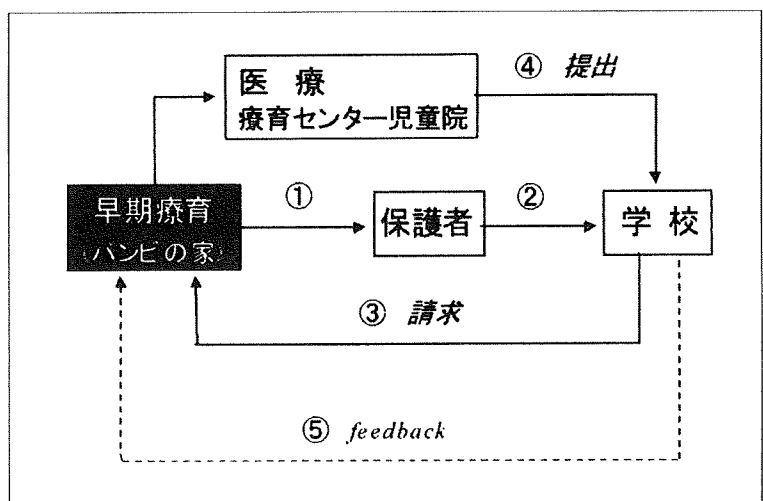 医 療
療育センター児童院
④ 提出
早期療育
(バンビの家)
①
保護者
②
学 校
③ 請求
⑤ feedback